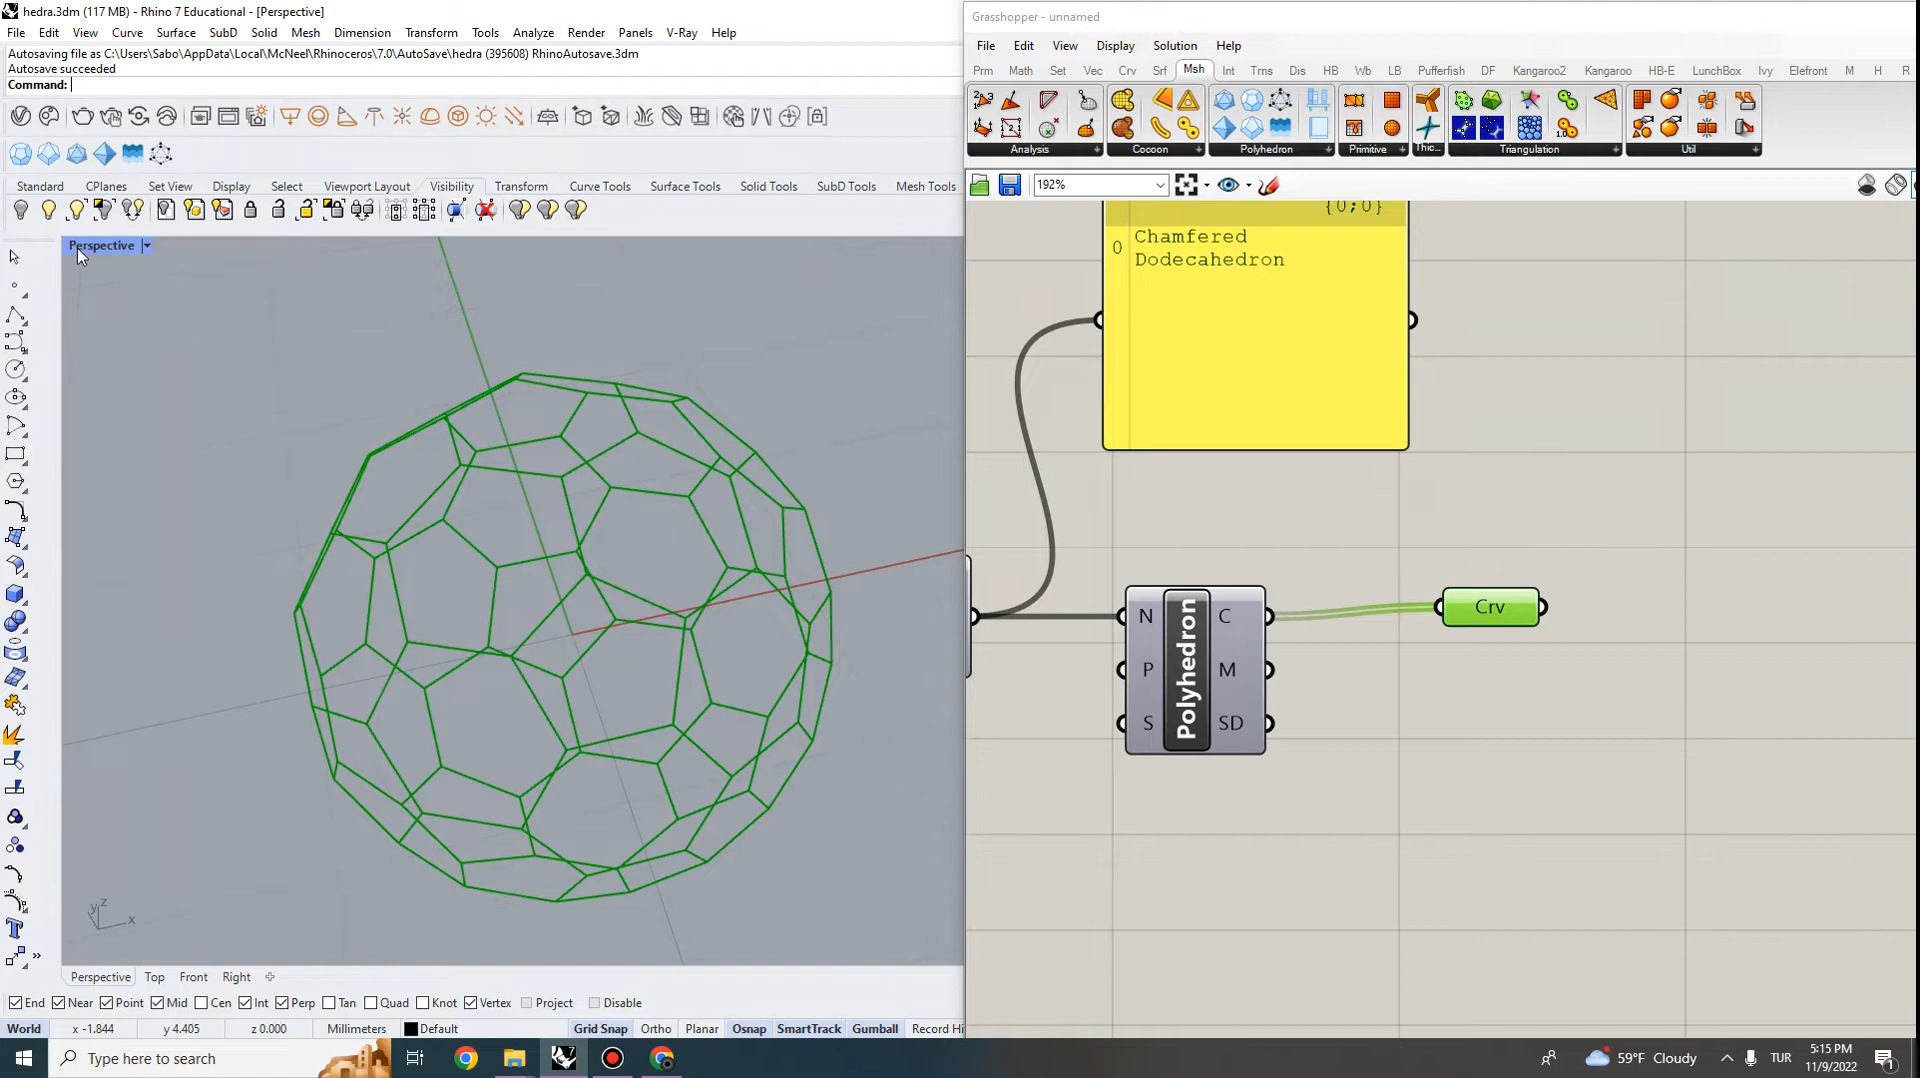 hedra.3dm (117 MB) - Rhino 7 Educational - [Perspective]
File Edit View Curve Surface SubD Solid Mesh Dimension Transform Tools Analyze Render Panels V-Ray Help
Autosaving file as C:\Users\Sabo\AppData\Local\McNeel\Rhinoceros\7.0\AutoSave\hedra (395608) RhinoAutosave.3dm
Autosave succeeded
Command:
Standard CPlanes Set View Display Select Viewport Layout Visibility Transform Curve Tools Surface Tools Solid Tools SubD Tools Mesh Tools
Perspective
z
y
x
Perspective Top Front Right
End Near Point Mid Cen Int Perp Tan Quad Knot Vertex Project Disable
World x -1.844 y 4.405 z 0.000 Millimeters Default Grid Snap Ortho Planar Osnap SmartTrack Gumball Record Hi
Grasshopper - unnamed
File Edit View Display Solution Help
Prm Math Set Vec Crv Srf Msh Int Trns Dis HB Wb LB Pufferfish DF Kangaroo2 Kangaroo HB-E LunchBox Ivy Elefront M H R
Analysis Cocoon Polyhedron Primitive Thic... Triangulation Util
192%
{0;0}
0 Chamfered
Dodecahedron
N Polyhedron C
P M
S SD
Crv
Type here to search
59°F Cloudy
TUR
5:15 PM
11/9/2022
1